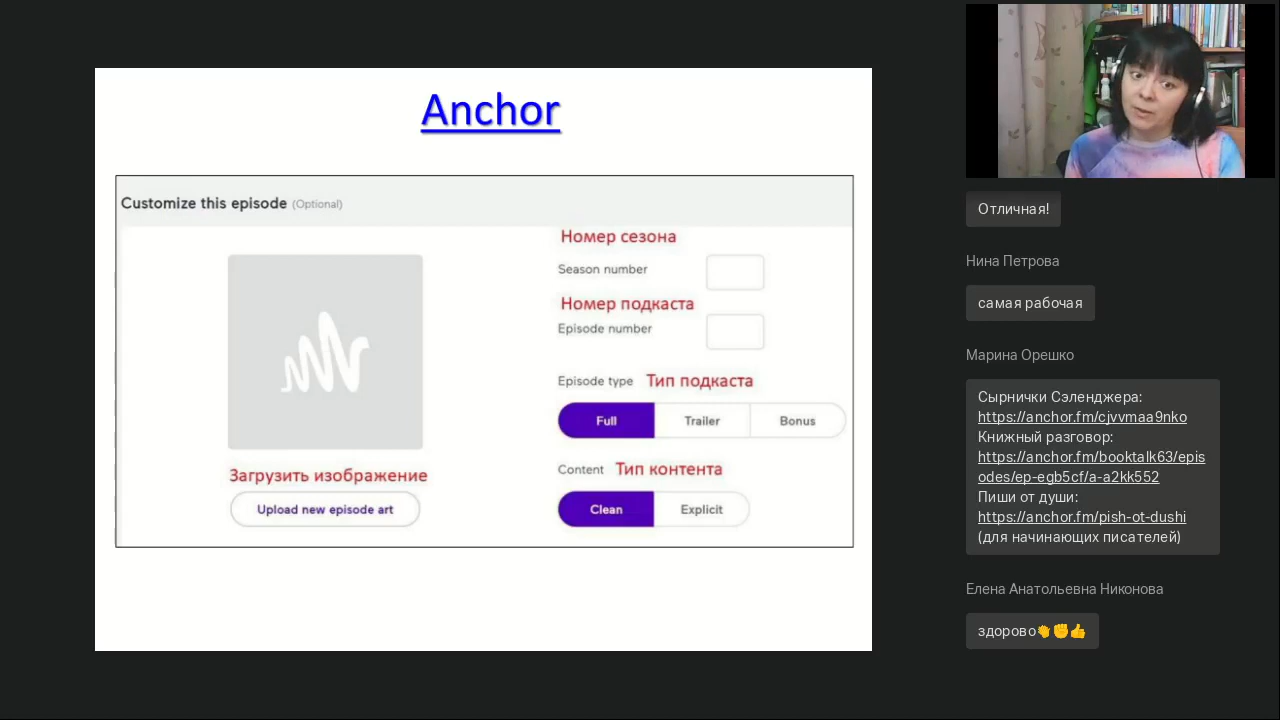 Anchor
Customize this episode (Optional)
Номер сезона
Season number
Номер подкаста
Episode number
Episode type Тип подкаста
Full Trailer Bonus
Загрузить изображение
Content Тип контента
Upload new episode art
Clean Explicit
Отличная!
Нина Петрова
самая рабочая
Марина Орешко
Сырнички Сэленджера:
https://anchor.fm/cjvvmaa9nko
Книжный разговор:
https://anchor.fm/booktalk63/epis
odes/ep-egb5cf/a-a2kk552
Пиши от души:
https://anchor.fm/pish-ot-dushi
(для начинающих писателей)
Елена Анатольевна Никонова
здорово👏✊👍